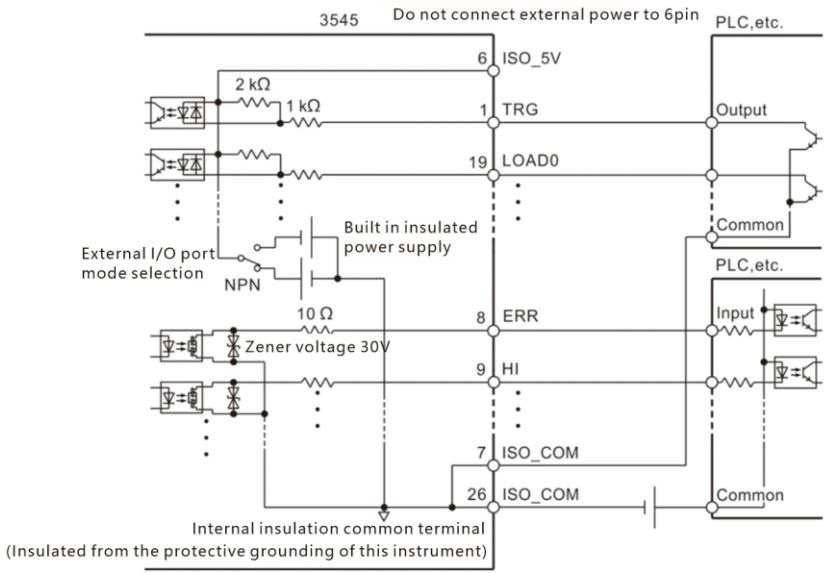 3545
Do not connect external power to 6pin
PLC,etc.
6
ISO_5V
2 kΩ
1 kΩ
1
TRG
Output
19
LOAD0
Built in insulated
power supply
Common
External I/O port
mode selection
NPN
PLC,etc.
10 Ω
8
ERR
Input
Zener voltage 30V
9
HI
7
ISO_COM
26
ISO_COM
Common
Internal insulation common terminal
(Insulated from the protective grounding of this instrument)